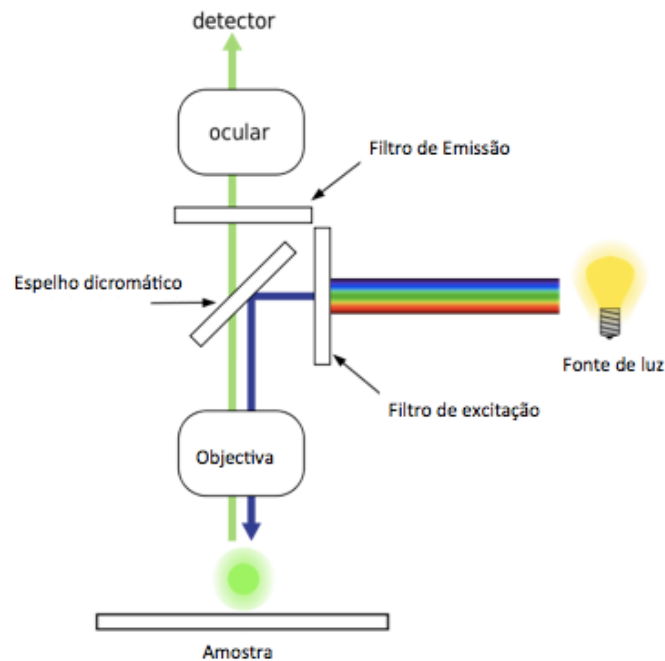 detector
ocular
Filtro de Emissão
Espelho dicromático
Fonte de luz
Filtro de excitação
Objectiva
Amostra